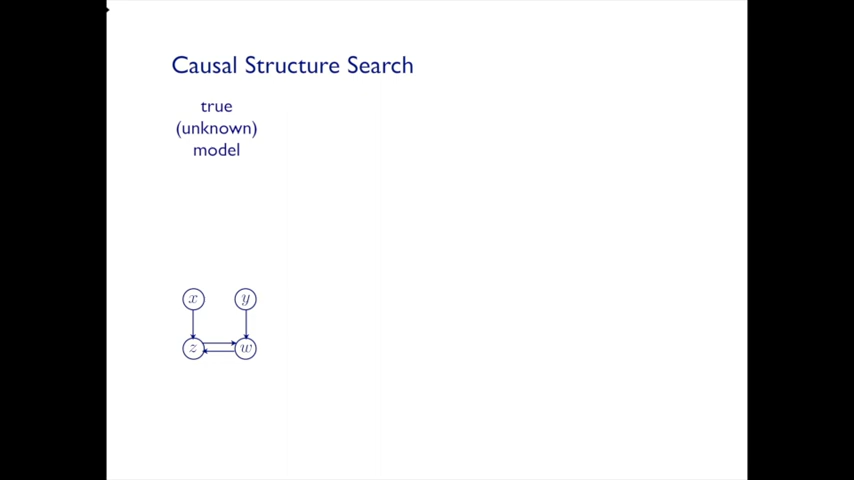 Causal Structure Search
true
(unknown)
model
x y
z w